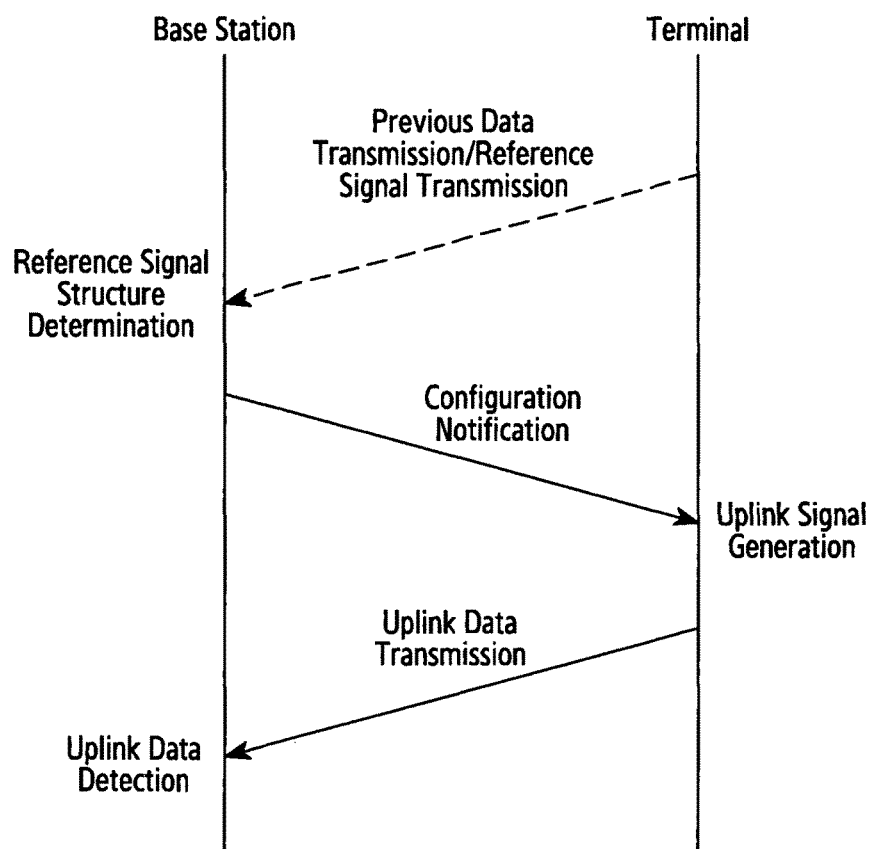 Base Station
Terminal
Previous Data
Transmission/Reference
Signal Transmission
Reference Signal
Structure
Determination
Configuration
Notification
Uplink Signal
Generation
Uplink Data
Transmission
Uplink Data
Detection